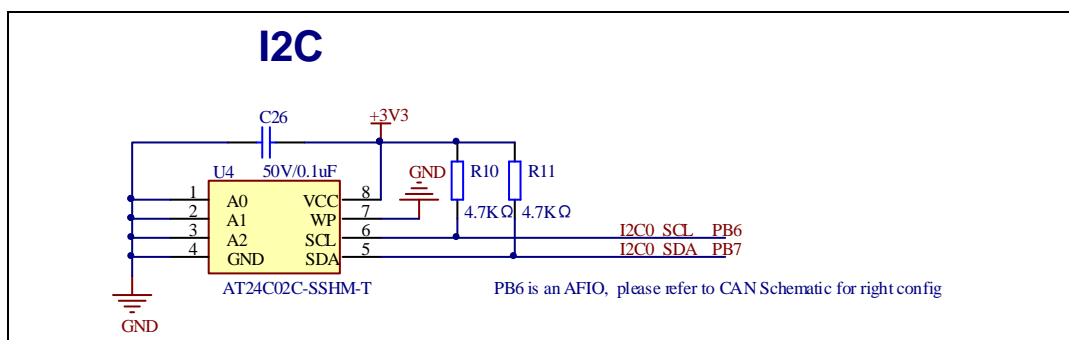 I2C
C26
+3V3
U4
50V/0.1uF
GND
R10
R11
1
A0
VCC
8
2
A1
WP
7
4.7KΩ
4.7KΩ
3
A2
SCL
6
I2C0_SCL PB6
4
GND
SDA
5
I2C0_SDA PB7
AT24C02C-SSHM-T
PB6 is an AFIO, please refer to CAN Schematic for right config
GND